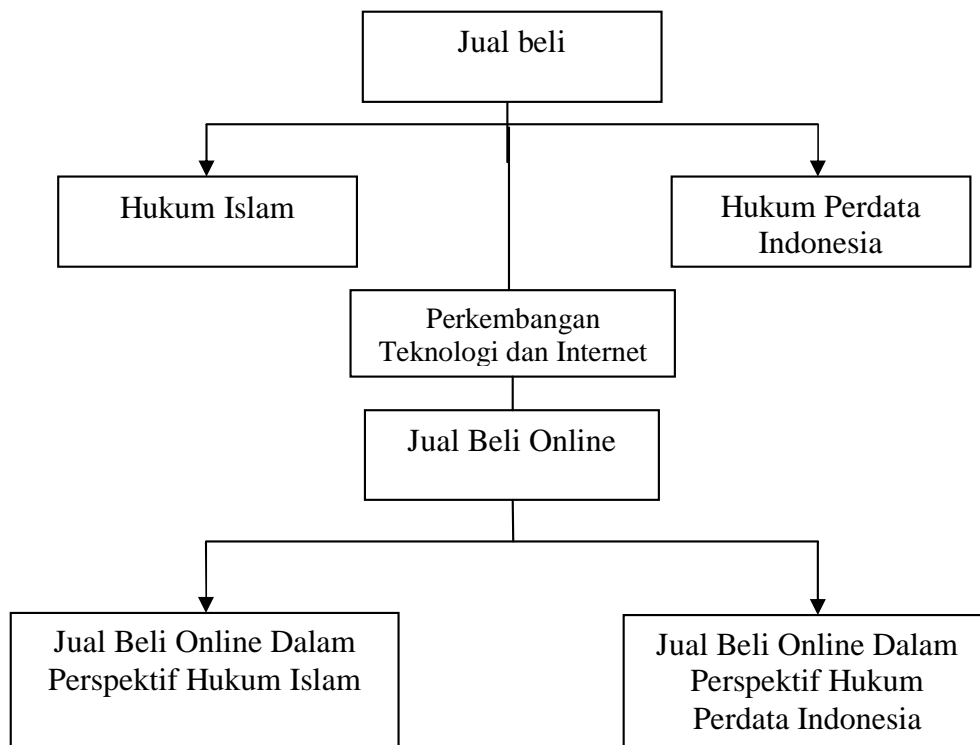 Jual beli
Hukum Islam
Hukum Perdata
Indonesia
Perkembangan
Teknologi dan Internet
Jual Beli Online
Jual Beli Online Dalam
Perspektif Hukum Islam
Jual Beli Online Dalam
Perspektif Hukum
Perdata Indonesia